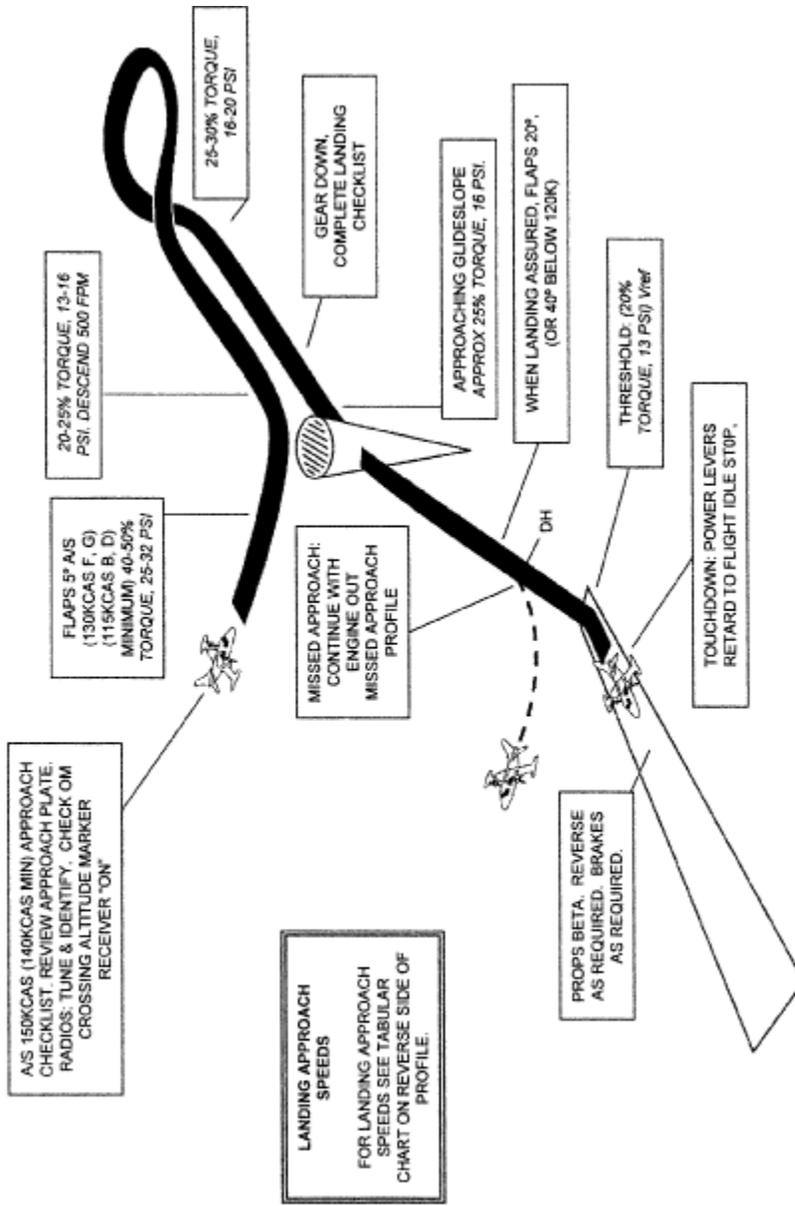 A/S 150KCAS (140KCAS MIN) APPROACH
CHECKLIST. REVIEW APPROACH PLATE.
RADIOS: TUNE & IDENTIFY. CHECK OM
CROSSING ALTITUDE MARKER
RECEIVER "ON"
FLAPS 5° A/S
(130KCAS F, G)
(115KCAS B, D)
MINIMUM) 40-50%
TORQUE, 25-32 PSI
20-25% TORQUE, 13-16
PSI. DESCEND 500 FPM
25-30% TORQUE,
16-20 PSI
GEAR DOWN,
COMPLETE LANDING
CHECKLIST
APPROACHING GLIDESLOPE
APPROX 25% TORQUE, 16 PSI.
WHEN LANDING ASSURED, FLAPS 20°,
(OR 40° BELOW 120K)
MISSED APPROACH:
CONTINUE WITH
ENGINE OUT
MISSED APPROACH
PROFILE
DH
THRESHOLD: (20%
TORQUE, 13 PSI) Vref
TOUCHDOWN: POWER LEVERS
RETARD TO FLIGHT IDLE STOP,
PROPS BETA. REVERSE
AS REQUIRED. BRAKES
AS REQUIRED.
LANDING APPROACH
SPEEDS
FOR LANDING APPROACH
SPEEDS SEE TABULAR
CHART ON REVERSE SIDE OF
PROFILE.